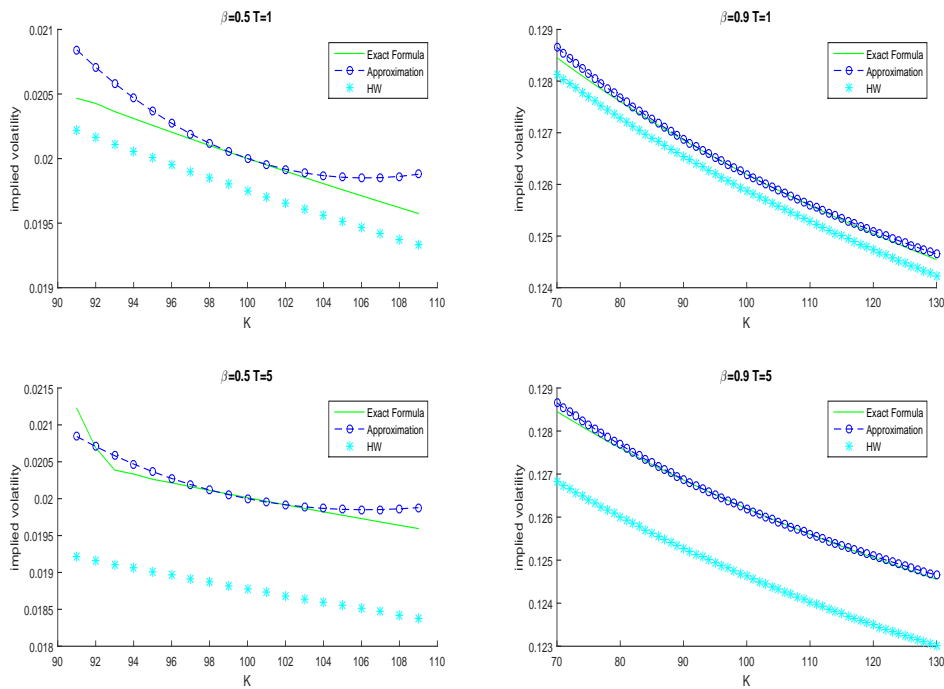 β=0.5 T=1
implied volatility
0.021
0.0205
0.02
0.0195
0.019
90 92 94 96 98 100 102 104 106 108 110
K
Exact Formula
Approximation
HW
β=0.9 T=1
implied volatility
0.129
0.128
0.127
0.126
0.125
0.124
70 80 90 100 110 120 130
K
Exact Formula
Approximation
HW
β=0.5 T=5
implied volatility
0.0215
0.021
0.0205
0.02
0.0195
0.019
0.0185
0.018
90 92 94 96 98 100 102 104 106 108 110
K
Exact Formula
Approximation
HW
β=0.9 T=5
implied volatility
0.129
0.128
0.127
0.126
0.125
0.124
0.123
70 80 90 100 110 120 130
K
Exact Formula
Approximation
HW